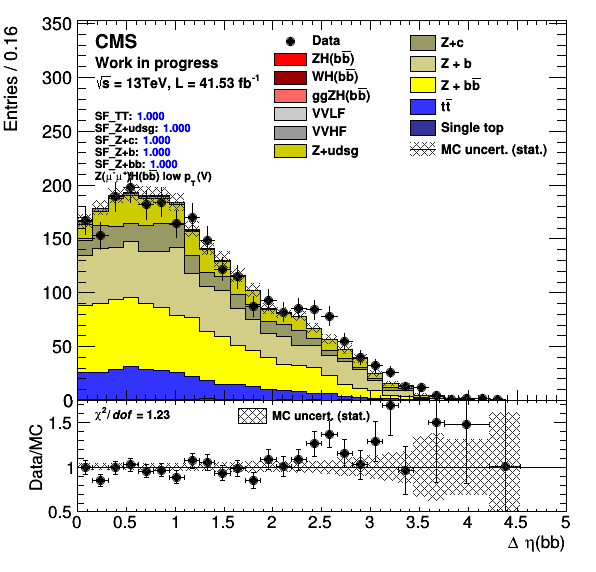 Entries / 0.16
350
300
250
200
150
100
50
0
CMS
Work in progress
√s = 13TeV, L = 41.53 fb⁻¹
SF_TT: 1.000
SF_Z+udsg: 1.000
SF_Z+c: 1.000
SF_Z+b: 1.000
SF_Z+bb: 1.000
Z(μ⁻μ⁺)H(bb̅) low p_T(V)
Data
ZH(bb̅)
WH(bb̅)
ggZH(bb̅)
VVLF
VVHF
Z+udsg
Z+c
Z + b
Z + bb̅
tt̅
Single top
MC uncert. (stat.)
Data/MC
1.5
1
0.5
χ²/dof = 1.23
MC uncert. (stat.)
0 0.5 1 1.5 2 2.5 3 3.5 4 4.5 5
Δ η(bb)